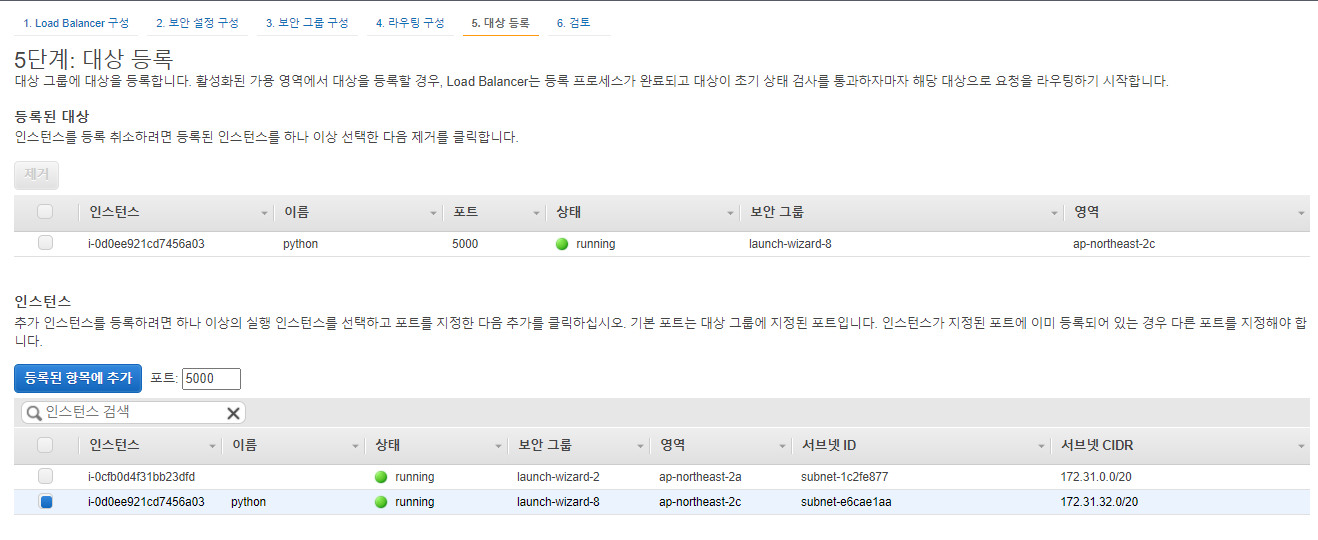 1. Load Balancer 구성 2. 보안 설정 구성 3. 보안 그룹 구성 4. 라우팅 구성 5. 대상 등록 6. 검토
5단계: 대상 등록
대상 그룹에 대상을 등록합니다. 활성화된 가용 영역에서 대상을 등록할 경우, Load Balancer는 등록 프로세스가 완료되고 대상이 초기 상태 검사를 통과하자마자 해당 대상으로 요청을 라우팅하기 시작합니다.
등록된 대상
인스턴스를 등록 취소하려면 등록된 인스턴스를 하나 이상 선택한 다음 제거를 클릭합니다.
제거
인스턴스 이름 포트 상태 보안 그룹 영역
i-0d0ee921cd7456a03 python 5000 running launch-wizard-8 ap-northeast-2c
인스턴스
추가 인스턴스를 등록하려면 하나 이상의 실행 인스턴스를 선택하고 포트를 지정한 다음 추가를 클릭하십시오. 기본 포트는 대상 그룹에 지정된 포트입니다. 인스턴스가 지정된 포트에 이미 등록되어 있는 경우 다른 포트를 지정해야 합
니다.
등록된 항목에 추가 포트: 5000
인스턴스 검색
인스턴스 이름 상태 보안 그룹 영역 서브넷 ID 서브넷 CIDR
i-0cfb0d4f31bb23dfd running launch-wizard-2 ap-northeast-2a subnet-1c2fe877 172.31.0.0/20
i-0d0ee921cd7456a03 python running launch-wizard-8 ap-northeast-2c subnet-e6cae1aa 172.31.32.0/20